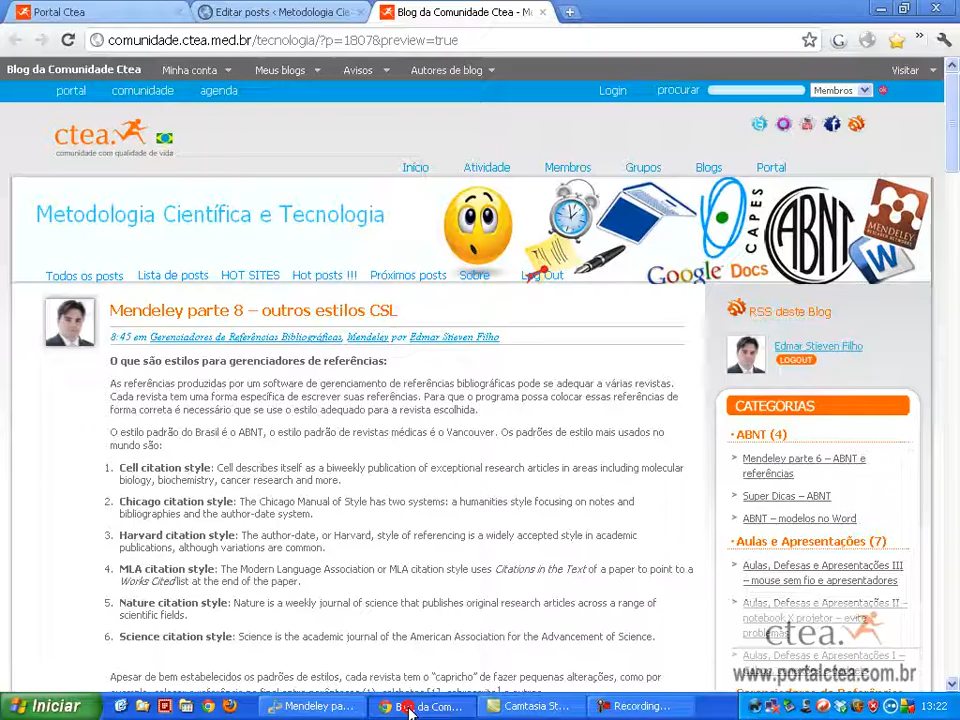 Portal Ctea
Editar posts ‹ Metodologia Cie
Blog da Comunidade Ctea - M
comunidade.ctea.med.br/tecnologia/?p=1807&preview=true
Blog da Comunidade Ctea Minha conta Meus blogs Avisos Autores de blog Visitar
portal comunidade agenda Login procurar Membros ok
ctea.
comunidade com qualidade de vida
Início Atividade Membros Grupos Blogs Portal
Metodologia Científica e Tecnologia
CAPES
ABNT
MENDELEY
Google Docs
W
Todos os posts Lista de posts HOT SITES Hot posts !!! Próximos posts Sobre Log Out
Mendeley parte 8 – outros estilos CSL
8:45 em Gerenciadores de Referências Bibliográficas, Mendeley por Edmar Stieven Filho
O que são estilos para gerenciadores de referências:
As referências produzidas por um software de gerenciamento de referências bibliográficas pode se adequar a várias revistas.
Cada revista tem uma forma específica de escrever suas referências. Para que o programa possa colocar essas referências de
forma correta é necessário que se use o estilo adequado para a revista escolhida.
O estilo padrão do Brasil é o ABNT, o estilo padrão de revistas médicas é o Vancouver. Os padrões de estilo mais usados no
mundo são:
1. Cell citation style: Cell describes itself as a biweekly publication of exceptional research articles in areas including molecular
biology, biochemistry, cancer research and more.
2. Chicago citation style: The Chicago Manual of Style has two systems: a humanities style focusing on notes and
bibliographies and the author-date system.
3. Harvard citation style: The author-date, or Harvard, style of referencing is a widely accepted style in academic
publications, although variations are common.
4. MLA citation style: The Modern Language Association or MLA citation style uses Citations in the Text of a paper to point to a
Works Cited list at the end of the paper.
5. Nature citation style: Nature is a weekly journal of science that publishes original research articles across a range of
scientific fields.
6. Science citation style: Science is the academic journal of the American Association for the Advancement of Science.
Apesar de bem estabelecidos os padrões de estilos, cada revista tem o "capricho" de fazer pequenas alterações, como por
RSS deste Blog
Edmar Stieven Filho
LOGOUT
CATEGORIAS
ABNT (4)
Mendeley parte 6 – ABNT e
referências
Super Dicas – ABNT
ABNT – modelos no Word
Aulas e Apresentações (7)
Aulas, Defesas e Apresentações III
– mouse sem fio e apresentadores
Aulas, Defesas e Apresentações II –
notebook X projetor – evite
problemas
Aulas, Defesas e Apresentações I –
ctea.
www.portalctea.com.br
Iniciar Mendeley pa... Blog da Com... Camtasia St... Recording... 13:22